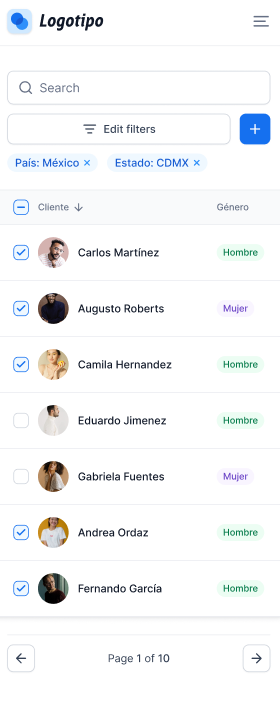 Logotipo
Search
Edit filters
País: México ×
Estado: CDMX ×
Cliente ↓ Género
Carlos Martínez Hombre
Augusto Roberts Mujer
Camila Hernandez Hombre
Eduardo Jimenez Hombre
Gabriela Fuentes Mujer
Andrea Ordaz Hombre
Fernando García Hombre
Page 1 of 10